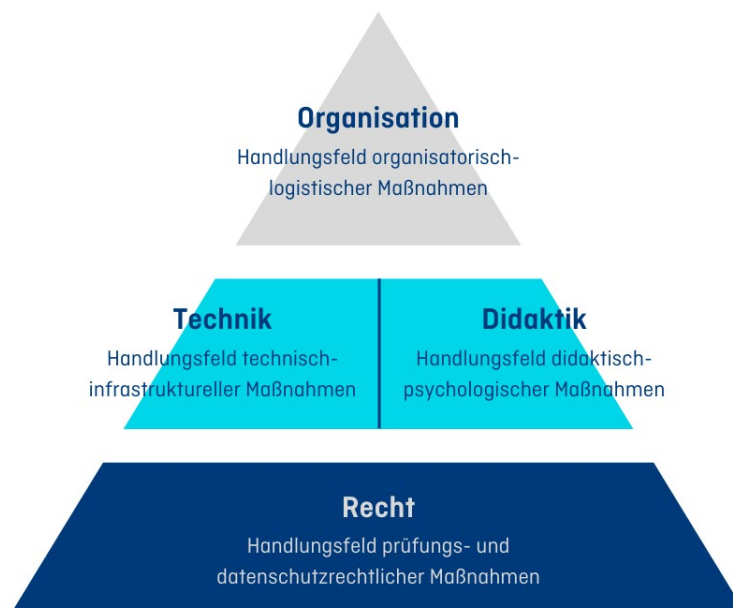 Organisation
Handlungsfeld organisatorisch-
logistischer Maßnahmen
Technik
Handlungsfeld technisch-
infrastruktureller Maßnahmen
Didaktik
Handlungsfeld didaktisch-
psychologischer Maßnahmen
Recht
Handlungsfeld prüfungs- und
datenschutzrechtlicher Maßnahmen